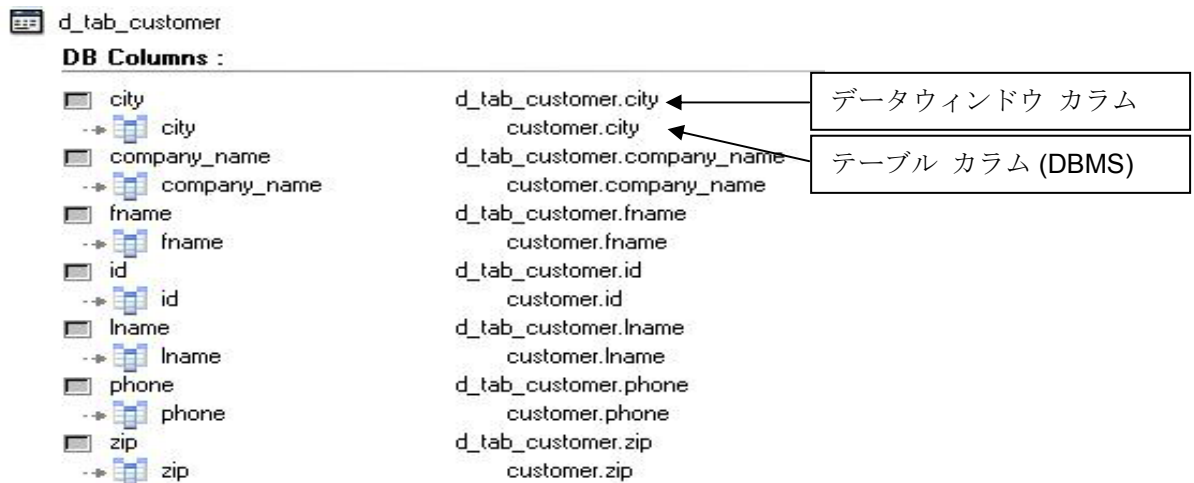 d_tab_customer
DB Columns :
city d_tab_customer.city データウィンドウ カラム
city customer.city
company_name d_tab_customer.company_name テーブル カラム (DBMS)
company_name customer.company_name
fname d_tab_customer.fname
fname customer.fname
id d_tab_customer.id
id customer.id
lname d_tab_customer.lname
lname customer.lname
phone d_tab_customer.phone
phone customer.phone
zip d_tab_customer.zip
zip customer.zip